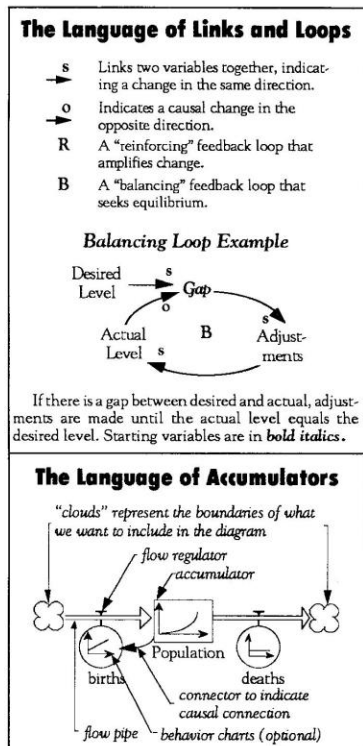 The Language of Links and Loops
s Links two variables together, indicat-
ing a change in the same direction.
o Indicates a causal change in the
opposite direction.
R A "reinforcing" feedback loop that
amplifies change.
B A "balancing" feedback loop that
seeks equilibrium.
Balancing Loop Example
Desired
Level
s
Gap
o
Actual
Level
B
s
Adjust-
ments
s
If there is a gap between desired and actual, adjust-
ments are made until the actual level equals the
desired level. Starting variables are in bold italics.
The Language of Accumulators
"clouds" represent the boundaries of what
we want to include in the diagram
flow regulator
accumulator
Population
births
deaths
connector to indicate
causal connection
flow pipe
behavior charts (optional)